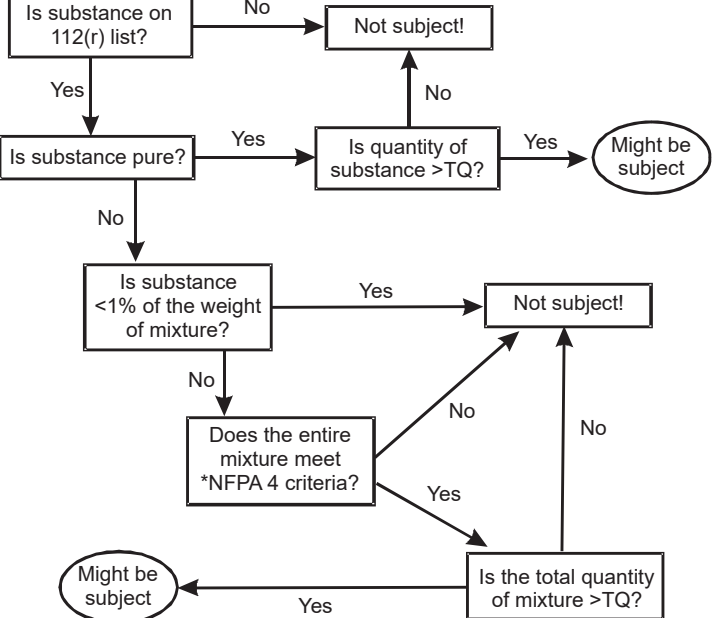 No
Is substance on
112(r) list?
Not subject!
Yes
No
Is substance pure?
Yes
Is quantity of
substance >TQ?
Yes
Might be
subject
No
Is substance
<1% of the weight
of mixture?
Yes
Not subject!
No
Does the entire
mixture meet
*NFPA 4 criteria?
No
No
Yes
Might be
subject
Yes
Is the total quantity
of mixture >TQ?